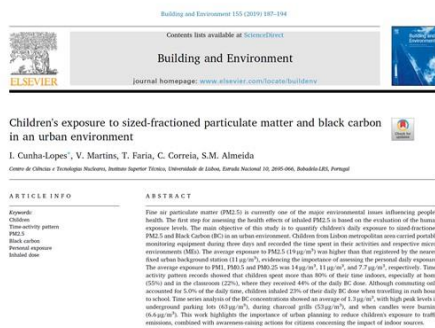 Building and Environment 155 (2019) 187–194
Contents lists available at ScienceDirect
Building and Environment
journal homepage: www.elsevier.com/locate/buildenv
ELSEVIER
Children's exposure to sized-fractioned particulate matter and black carbon
in an urban environment
I. Cunha-Lopes*, V. Martins, T. Faria, C. Correia, S.M. Almeida
Centro de Ciências e Tecnologias Nucleares, Instituto Superior Técnico, Universidade de Lisboa, Estrada Nacional 10, 2695-066, Bobadela-LRS, Portugal
ARTICLE INFO
Keywords:
Children
Time-activity pattern
PM2.5
Black carbon
Personal exposure
Inhaled dose
ABSTRACT
Fine air particulate matter (PM2.5) is currently one of the major environmental issues influencing people
health. The first step for assessing the health effects of inhaled PM2.5 is based on the evaluation of the human
exposure levels. The main objective of this study is to quantify children's daily exposure to sized-fractioned
PM2.5 and Black Carbon (BC) in an urban environment. Children from Lisbon metropolitan area carried portable
monitoring equipment during three days and recorded the time spent in their activities and respective micro
environments (MEs). The average exposure to PM2.5 (19 μg/m³) was higher than that registered by the nearest
fixed urban background station (11 μg/m³), evidencing the importance of assessing the personal daily exposure
The average exposure to PM1, PM0.5 and PM0.25 was 14 μg/m³, 11 μg/m³, and 7.7 μg/m³, respectively. Time
activity pattern records showed that children spent more than 80% of their time indoors, especially at home
(55%) and in the classroom (22%), where they received 44% of the daily BC dose. Although commuting only
accounted for 5.0% of the daily time, children inhaled 23% of their daily BC dose when travelling in each house
to school. Time series analysis of the BC concentrations showed an average of 1.3 μg/m³, with high peak levels
underground parking lots (63 μg/m³), during charcoal grills (53 μg/m³), and when candles were burning
(6.6 μg/m³). This work highlights the importance of urban planning to reduce children's exposure to traffic
emissions, combined with awareness-raising actions for citizens concerning the impact of indoor sources.